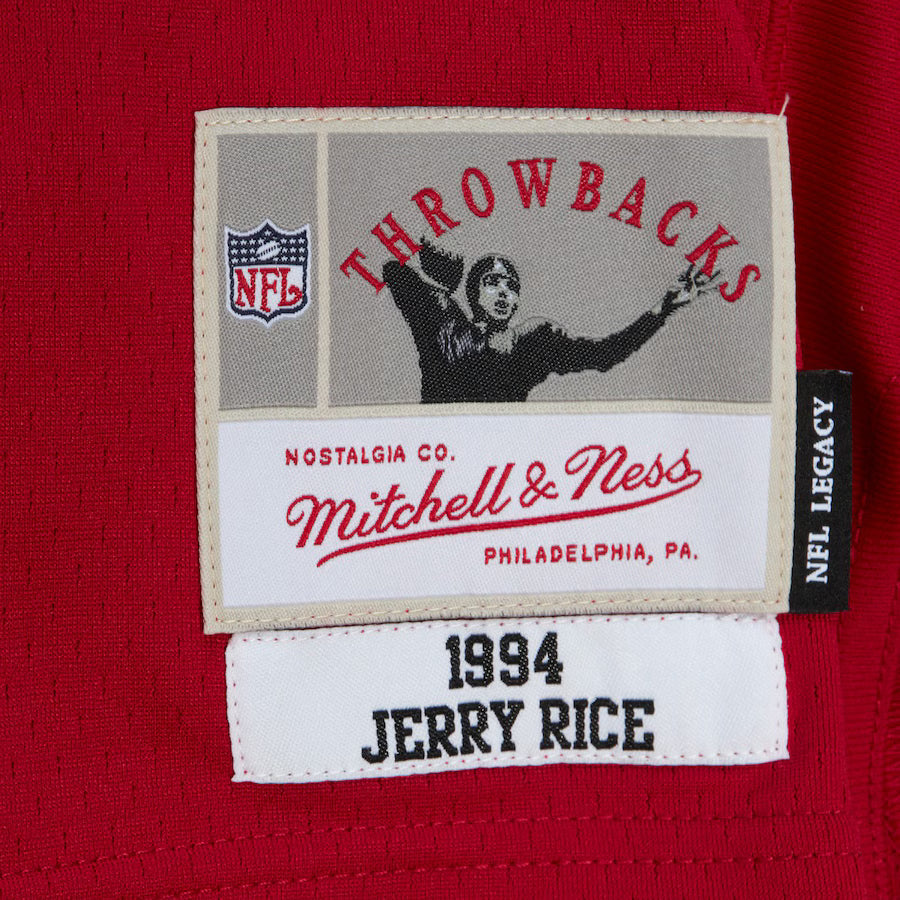 THROWBACKS
NFL
NOSTALGIA CO.
Mitchell & Ness
PHILADELPHIA, PA.
NFL LEGACY
1994
JERRY RICE